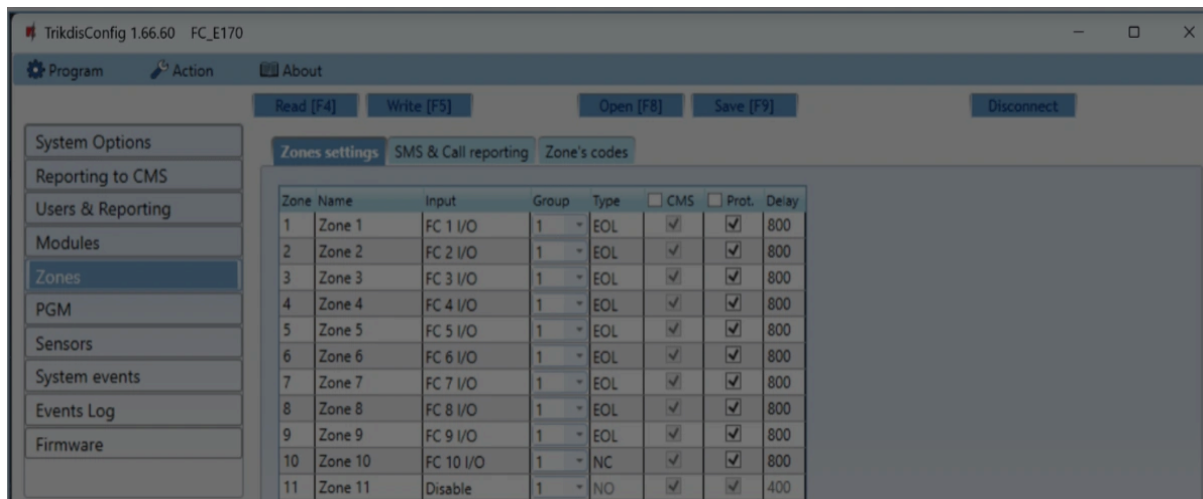 TrikdisConfig 1.66.60 FC_E170
Program Action About
Read [F4] Write [F5] Open [F8] Save [F9] Disconnect
System Options
Reporting to CMS
Users & Reporting
Modules
Zones
PGM
Sensors
System events
Events Log
Firmware
Zones settings SMS & Call reporting Zone's codes
Zone Name Input Group Type CMS Prot. Delay
1 Zone 1 FC 1 I/O 1 EOL 800
2 Zone 2 FC 2 I/O 1 EOL 800
3 Zone 3 FC 3 I/O 1 EOL 800
4 Zone 4 FC 4 I/O 1 EOL 800
5 Zone 5 FC 5 I/O 1 EOL 800
6 Zone 6 FC 6 I/O 1 EOL 800
7 Zone 7 FC 7 I/O 1 EOL 800
8 Zone 8 FC 8 I/O 1 EOL 800
9 Zone 9 FC 9 I/O 1 EOL 800
10 Zone 10 FC 10 I/O 1 NC 800
11 Zone 11 Disable 1 NO 400